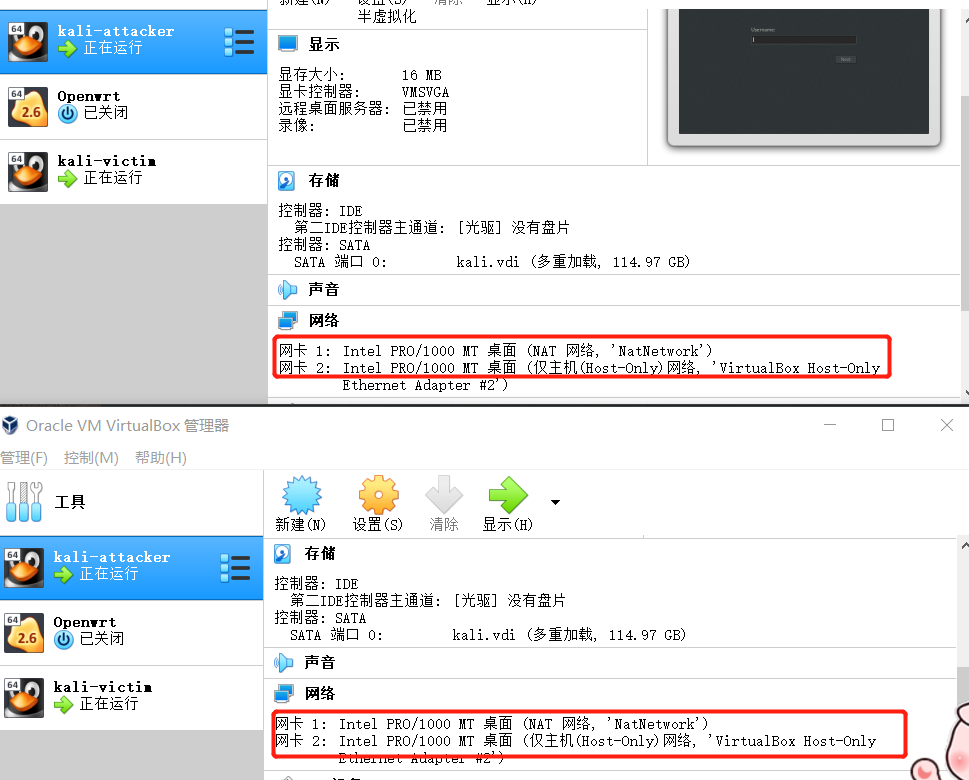 新建(N) 设置(S) 清除 显示(H)
半虚拟化
64
kali-attacker
正在运行
显示
显存大小: 16 MB
显卡控制器: VMSVGA
远程桌面服务器: 已禁用
录像: 已禁用
Username:
64
2.6
Openwrt
已关闭
64
kali-victim
正在运行
存储
控制器: IDE
第二IDE控制器主通道: [光驱] 没有盘片
控制器: SATA
SATA 端口 0: kali.vdi (多重加载, 114.97 GB)
声音
网络
网卡 1: Intel PRO/1000 MT 桌面 (NAT 网络, 'NatNetwork')
网卡 2: Intel PRO/1000 MT 桌面 (仅主机(Host-Only)网络, 'VirtualBox Host-Only
Ethernet Adapter #2')
Oracle VM VirtualBox 管理器
管理(F) 控制(M) 帮助(H)
工具
新建(N) 设置(S) 清除 显示(H)
64
kali-attacker
正在运行
64
2.6
Openwrt
已关闭
64
kali-victim
正在运行
存储
控制器: IDE
第二IDE控制器主通道: [光驱] 没有盘片
控制器: SATA
SATA 端口 0: kali.vdi (多重加载, 114.97 GB)
声音
网络
网卡 1: Intel PRO/1000 MT 桌面 (NAT 网络, 'NatNetwork')
网卡 2: Intel PRO/1000 MT 桌面 (仅主机(Host-Only)网络, 'VirtualBox Host-Only
Ethernet Adapter #2')